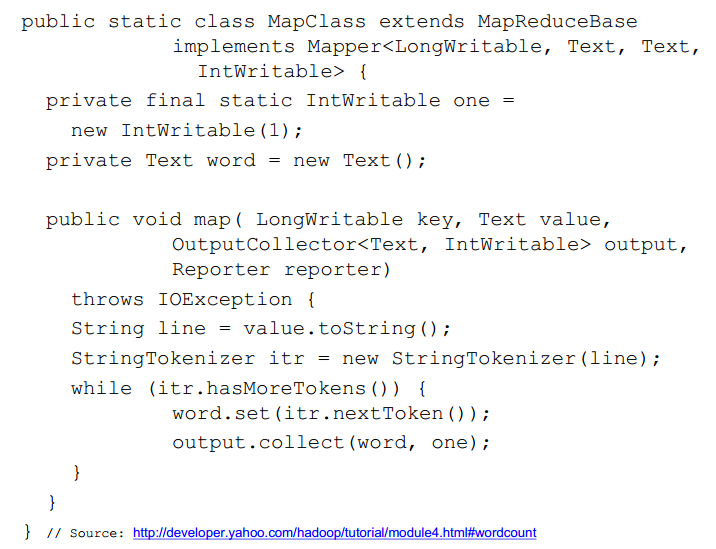 public static class MapClass extends MapReduceBase
implements Mapper<LongWritable, Text, Text,
IntWritable> {
private final static IntWritable one =
new IntWritable(1);
private Text word = new Text();
public void map( LongWritable key, Text value,
OutputCollector<Text, IntWritable> output,
Reporter reporter)
throws IOException {
String line = value.toString();
StringTokenizer itr = new StringTokenizer(line);
while (itr.hasMoreTokens()) {
word.set(itr.nextToken());
output.collect(word, one);
}
}
} // Source: http://developer.yahoo.com/hadoop/tutorial/module4.html#wordcount